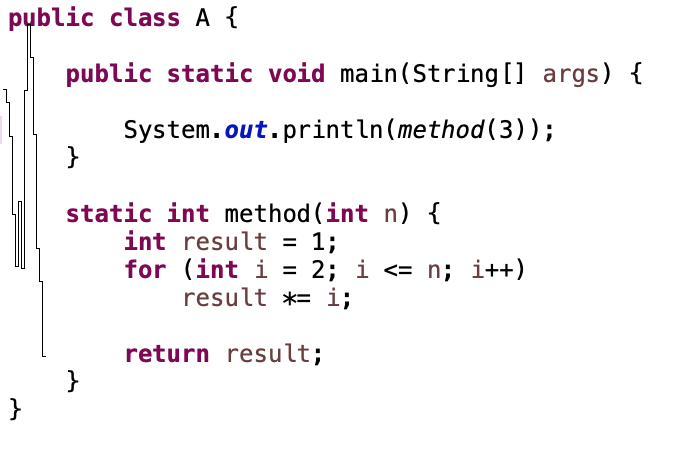 public class A {
public static void main(String[] args) {
System.out.println(method(3));
}
static int method(int n) {
int result = 1;
for (int i = 2; i <= n; i++)
result *= i;
return result;
}
}